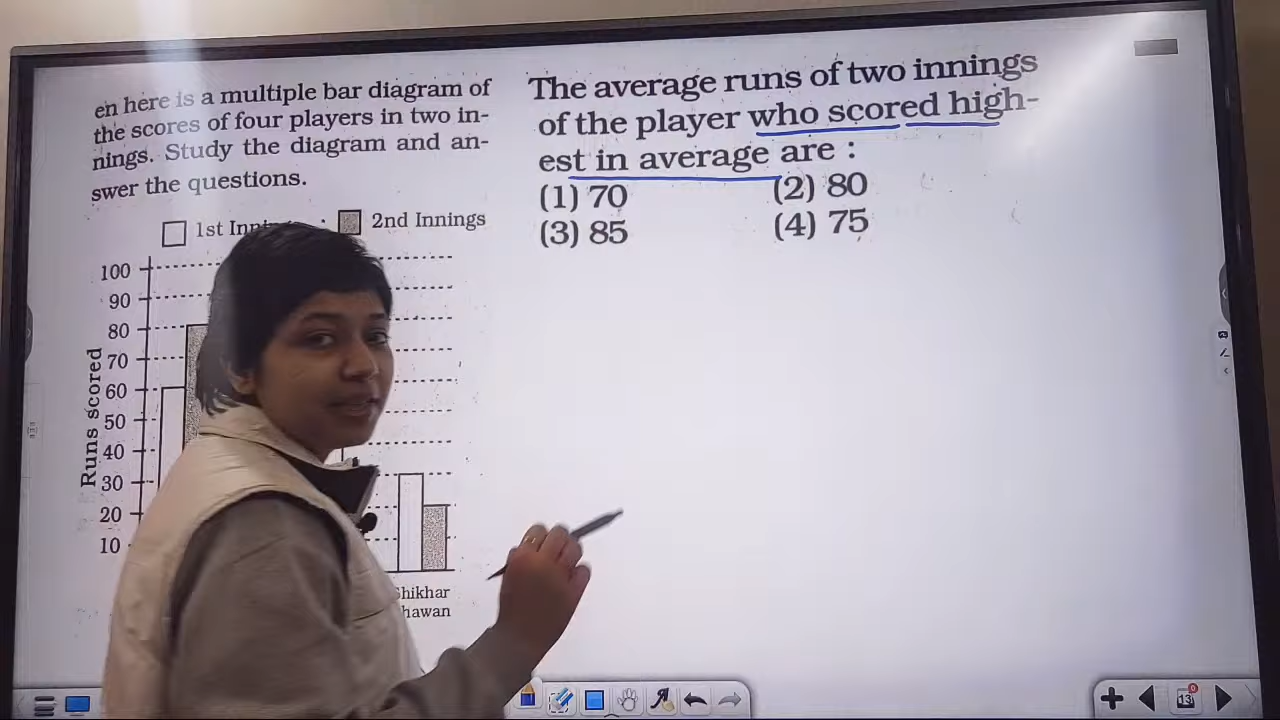 en here is a multiple bar diagram of
the scores of four players in two in-
nings. Study the diagram and an-
swer the questions.
1st 2nd Innings
100
90
80
70
60
50
40
30
20
10
Runs scored
hikhar
hawan
The average runs of two innings
of the player who scored high-
est in average are :
(1) 70 (2) 80
(3) 85 (4) 75
13